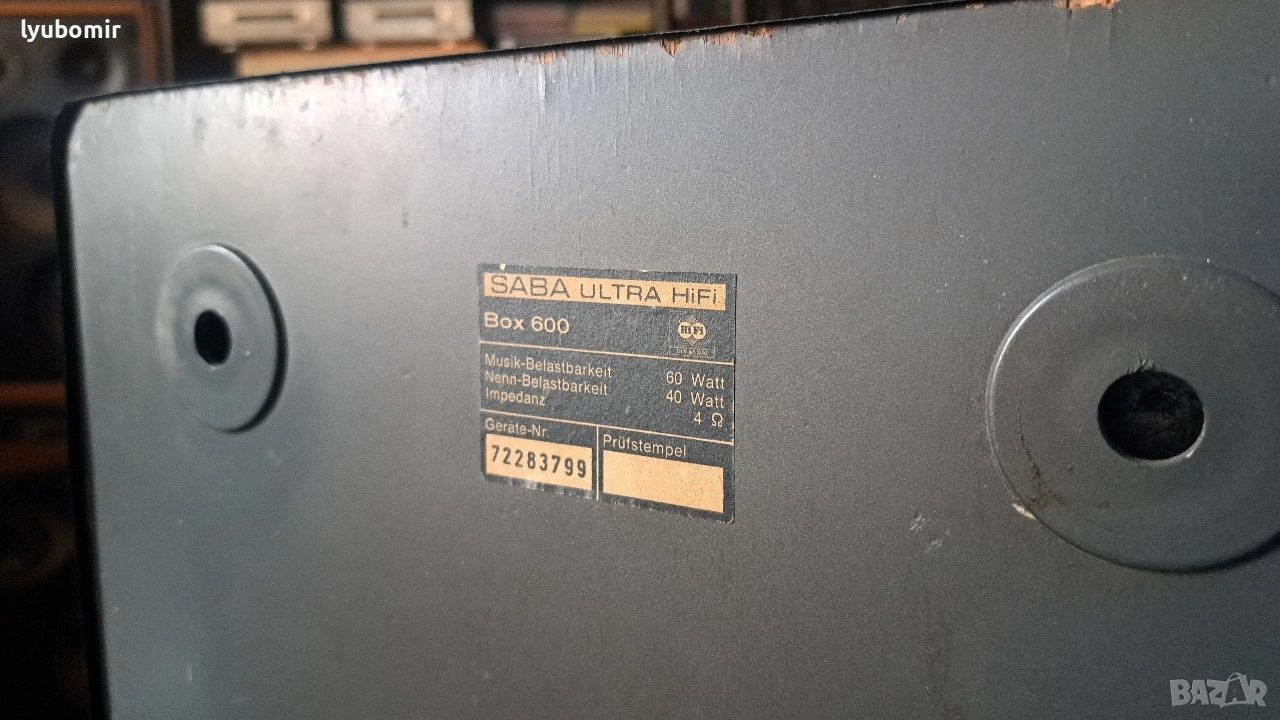 lyubomir
SABA ULTRA HiFi
Box 600
HiFi
Musik-Belastbarkeit 60 Watt
Nenn-Belastbarkeit 40 Watt
Impedanz 4 Ω
Geräte-Nr. Prüfstempel
72283799
BAZAR